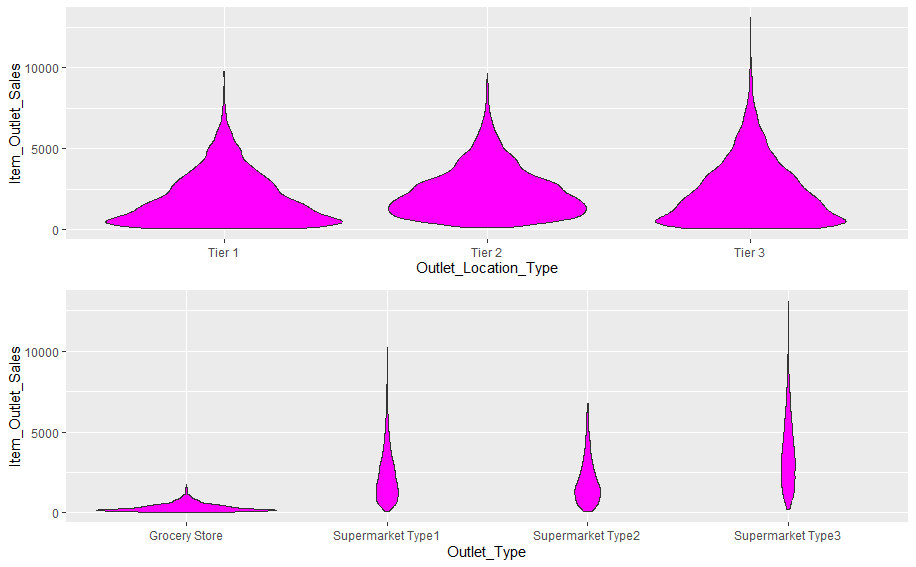 Item_Outlet_Sales
10000
5000
0
Tier 1 Tier 2 Tier 3
Outlet_Location_Type
Item_Outlet_Sales
10000
5000
0
Grocery Store Supermarket Type1 Supermarket Type2 Supermarket Type3
Outlet_Type